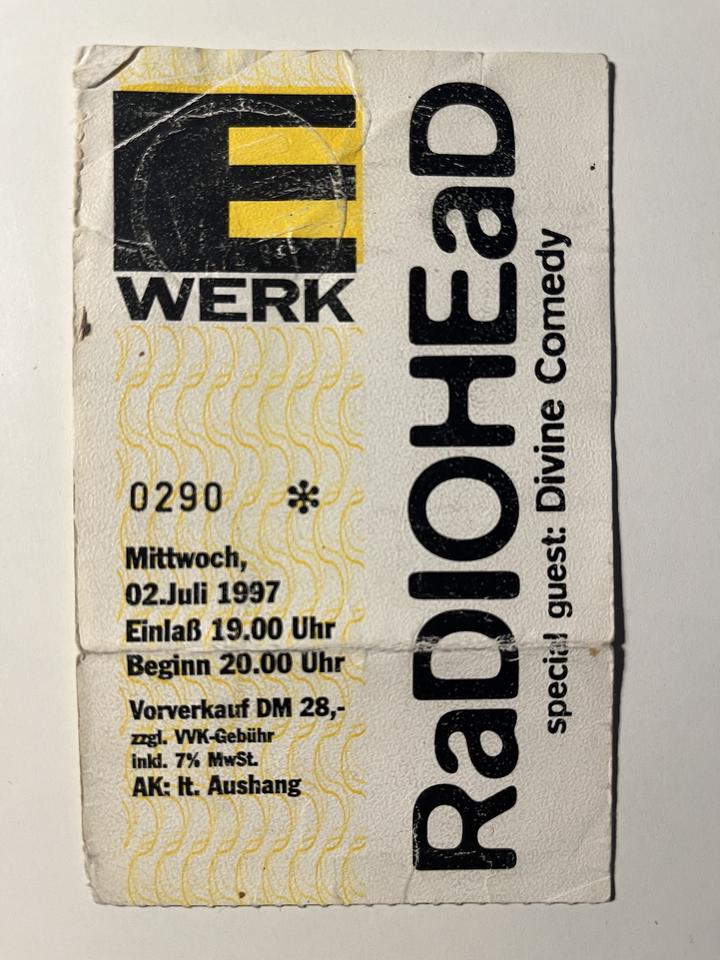 E
WERK
0290 *
Mittwoch,
02.Juli 1997
Einlaß 19.00 Uhr
Beginn 20.00 Uhr
Vorverkauf DM 28,-
zzgl. VVK-Gebühr
inkl. 7% MwSt.
AK: lt. Aushang
RaDIOHEaD
special guest: Divine Comedy